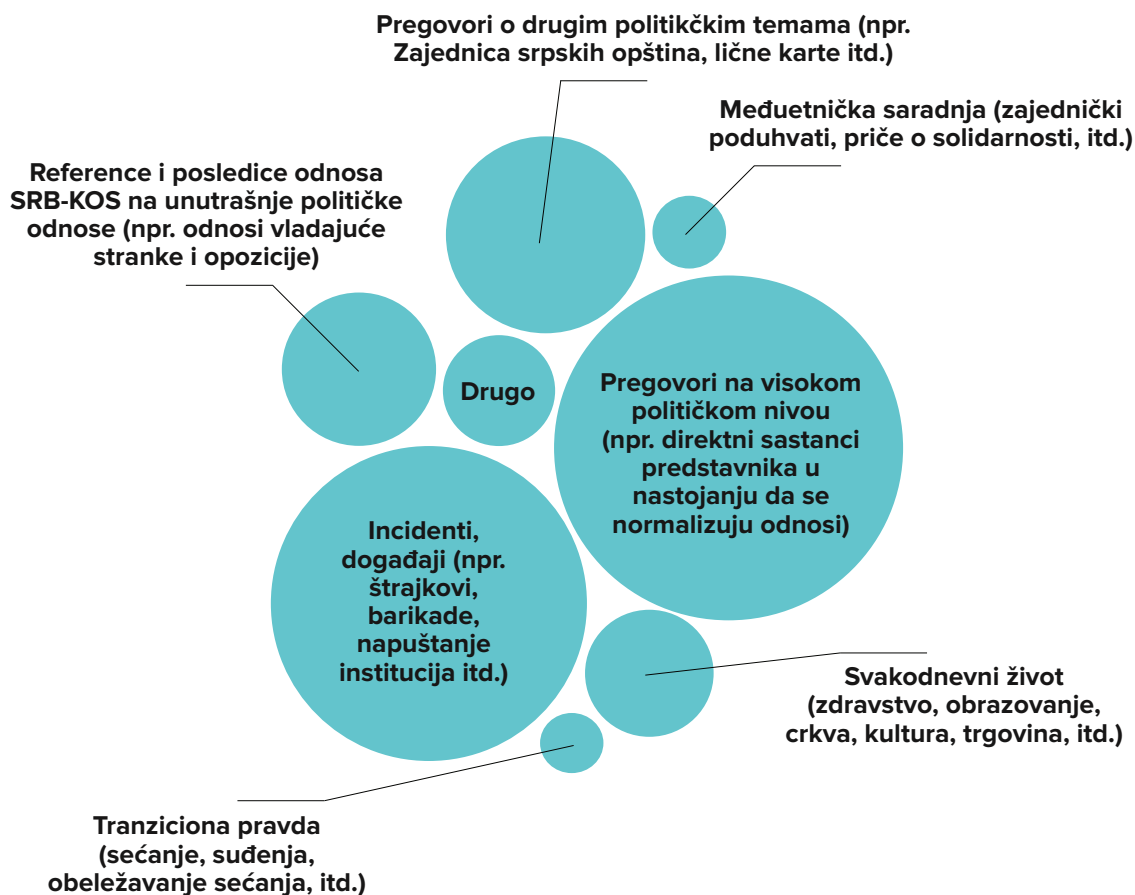 Pregovori o drugim politikčkim temama (npr.
Zajednica srpskih opština, lične karte itd.)
Međuetnička saradnja (zajednički
poduhvati, priče o solidarnosti, itd.)
Reference i posledice odnosa
SRB-KOS na unutrašnje političke
odnose (npr. odnosi vladajuće
stranke i opozicije)
Drugo
Pregovori na visokom
političkom nivou
(npr. direktni sastanci
predstavnika u
nastojanju da se
normalizuju odnosi)
Incidenti,
događaji (npr.
štrajkovi,
barikade,
napuštanje
institucija itd.)
Svakodnevni život
(zdravstvo, obrazovanje,
crkva, kultura, trgovina, itd.)
Tranziciona pravda
(sećanje, suđenja,
obeležavanje sećanja, itd.)